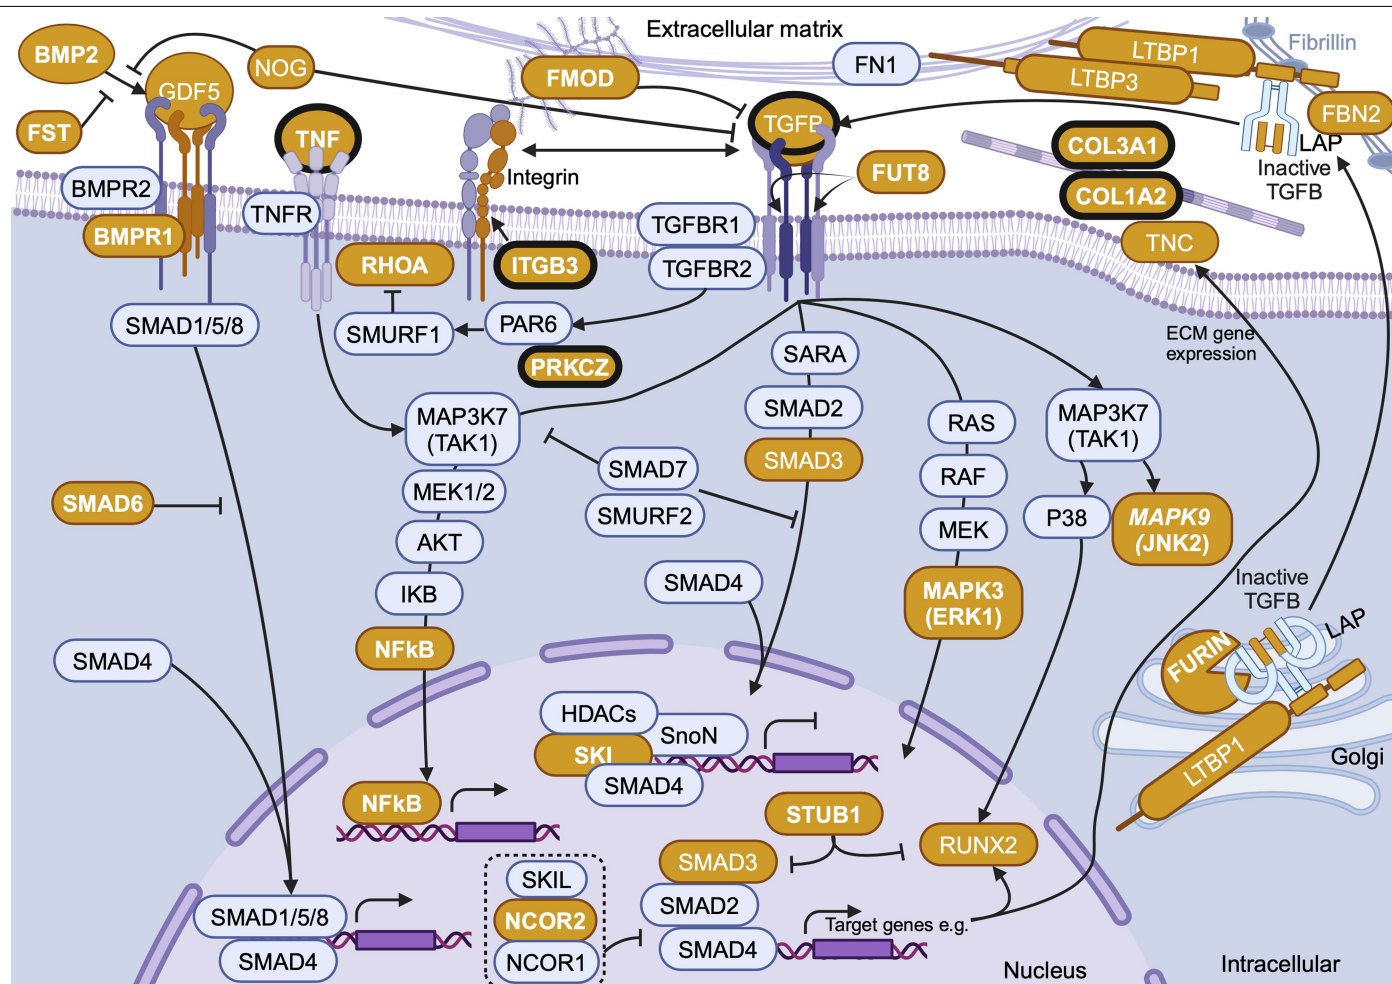 Extracellular matrix
BMP2
GDF5
NOG
FST
FMOD
FN1
LTBP1
LTBP3
Fibrillin
FBN2
LAP
Inactive
TGFB
TNF
TGFB
Integrin
FUT8
COL3A1
COL1A2
TNC
BMPR2
BMPR1
TNFR
RHOA
ITGB3
TGFBR1
TGFBR2
SMAD1/5/8
SMURF1
PAR6
PRKCZ
ECM gene
expression
SARA
SMAD2
SMAD3
MAP3K7
(TAK1)
MEK1/2
AKT
IKB
NFkB
SMAD7
SMURF2
RAS
RAF
MEK
MAPK3
(ERK1)
MAP3K7
(TAK1)
P38
MAPK9
(JNK2)
SMAD6
SMAD4
SMAD4
Inactive
TGFB
LAP
FURIN
LTBP1
Golgi
HDACs
SnoN
SKI
SMAD4
NFkB
STUB1
RUNX2
SMAD3
SMAD2
SMAD4
Target genes e.g.
SKIL
NCOR2
NCOR1
SMAD1/5/8
SMAD4
Nucleus
Intracellular